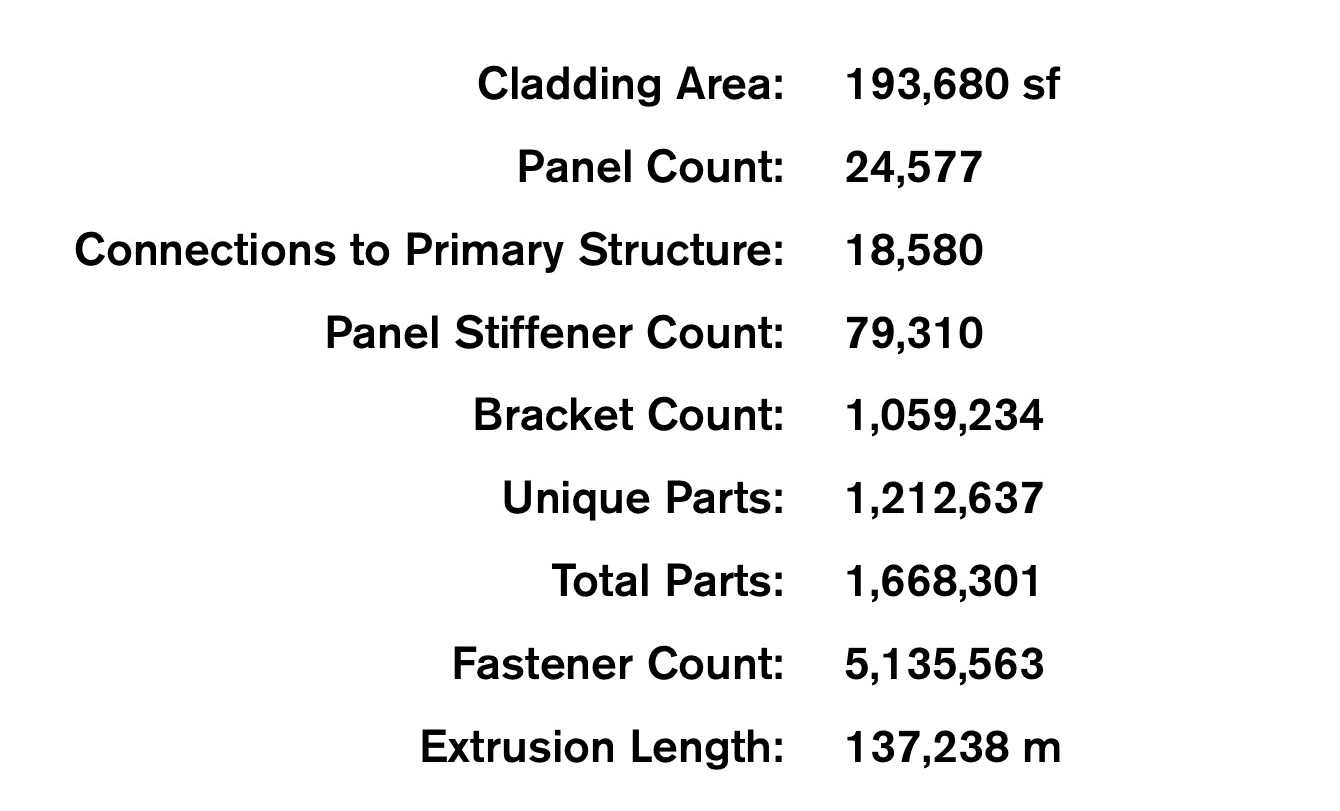 Cladding Area: 193,680 sf
Panel Count: 24,577
Connections to Primary Structure: 18,580
Panel Stiffener Count: 79,310
Bracket Count: 1,059,234
Unique Parts: 1,212,637
Total Parts: 1,668,301
Fastener Count: 5,135,563
Extrusion Length: 137,238 m